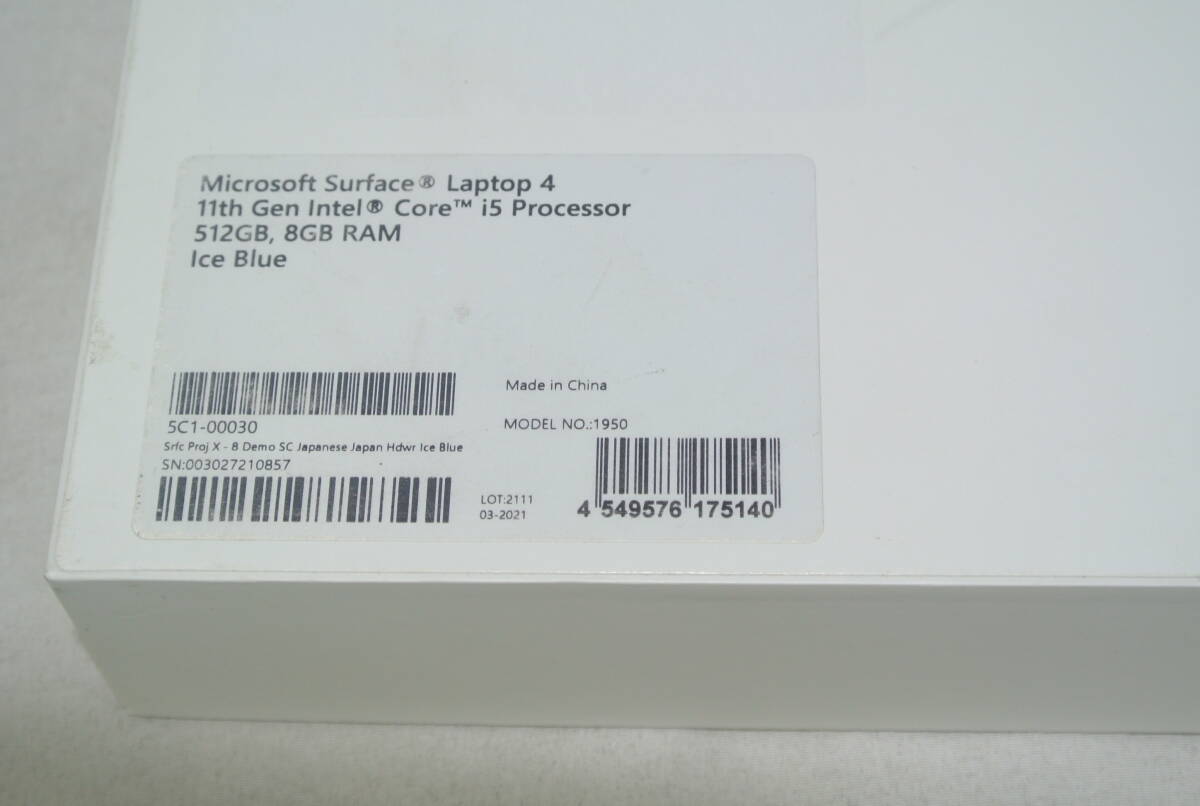 Microsoft Surface® Laptop 4
11th Gen Intel® Core™ i5 Processor
512GB, 8GB RAM
Ice Blue
5C1-00030
Srfc Proj X - 8 Demo SC Japanese Japan Hdwr Ice Blue
SN:003027210857
Made in China
MODEL NO.:1950
LOT:2111
03-2021
4 549576 175140